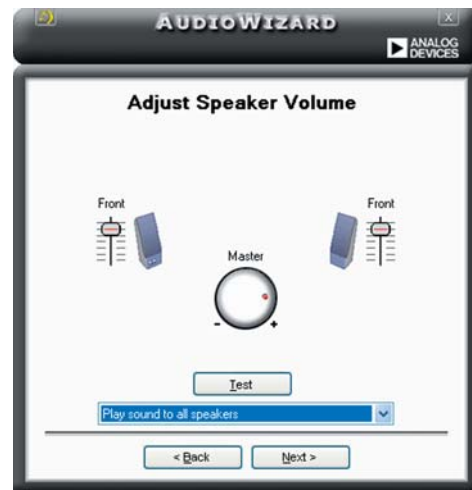 AUDIOWIZARD
X
ANALOG
DEVICES
Adjust Speaker Volume
Front
Front
Master
-
+
Test
Play sound to all speakers
< Back
Next >